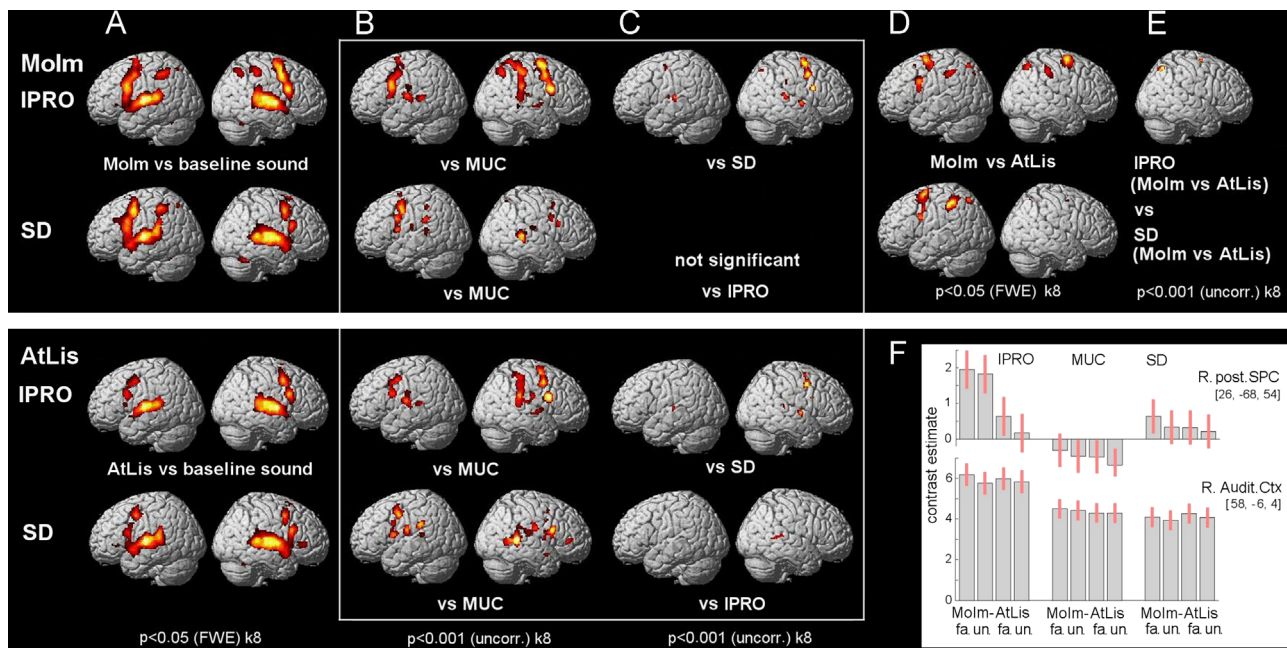 A B C D E
MoIm
IPRO
MoIm vs baseline sound
vs MUC
vs SD
MoIm vs AtLis
IPRO
(MoIm vs AtLis)
vs
SD
(MoIm vs AtLis)
SD
vs MUC
not significant
vs IPRO
p<0.05 (FWE) k8
p<0.001 (uncorr.) k8
AtLis
IPRO
AtLis vs baseline sound
vs MUC
vs SD
SD
vs MUC
vs IPRO
p<0.05 (FWE) k8
p<0.001 (uncorr.) k8
p<0.001 (uncorr.) k8
F
IPRO MUC SD
R. post.SPC
[26, -68, 54]
2
1
0
contrast estimate
R. Audit.Ctx
[58, -6, 4]
6
4
2
0
MoIm-AtLis MoIm-AtLis MoIm-AtLis
fa. un. fa. un. fa. un. fa. un. fa. un. fa. un.